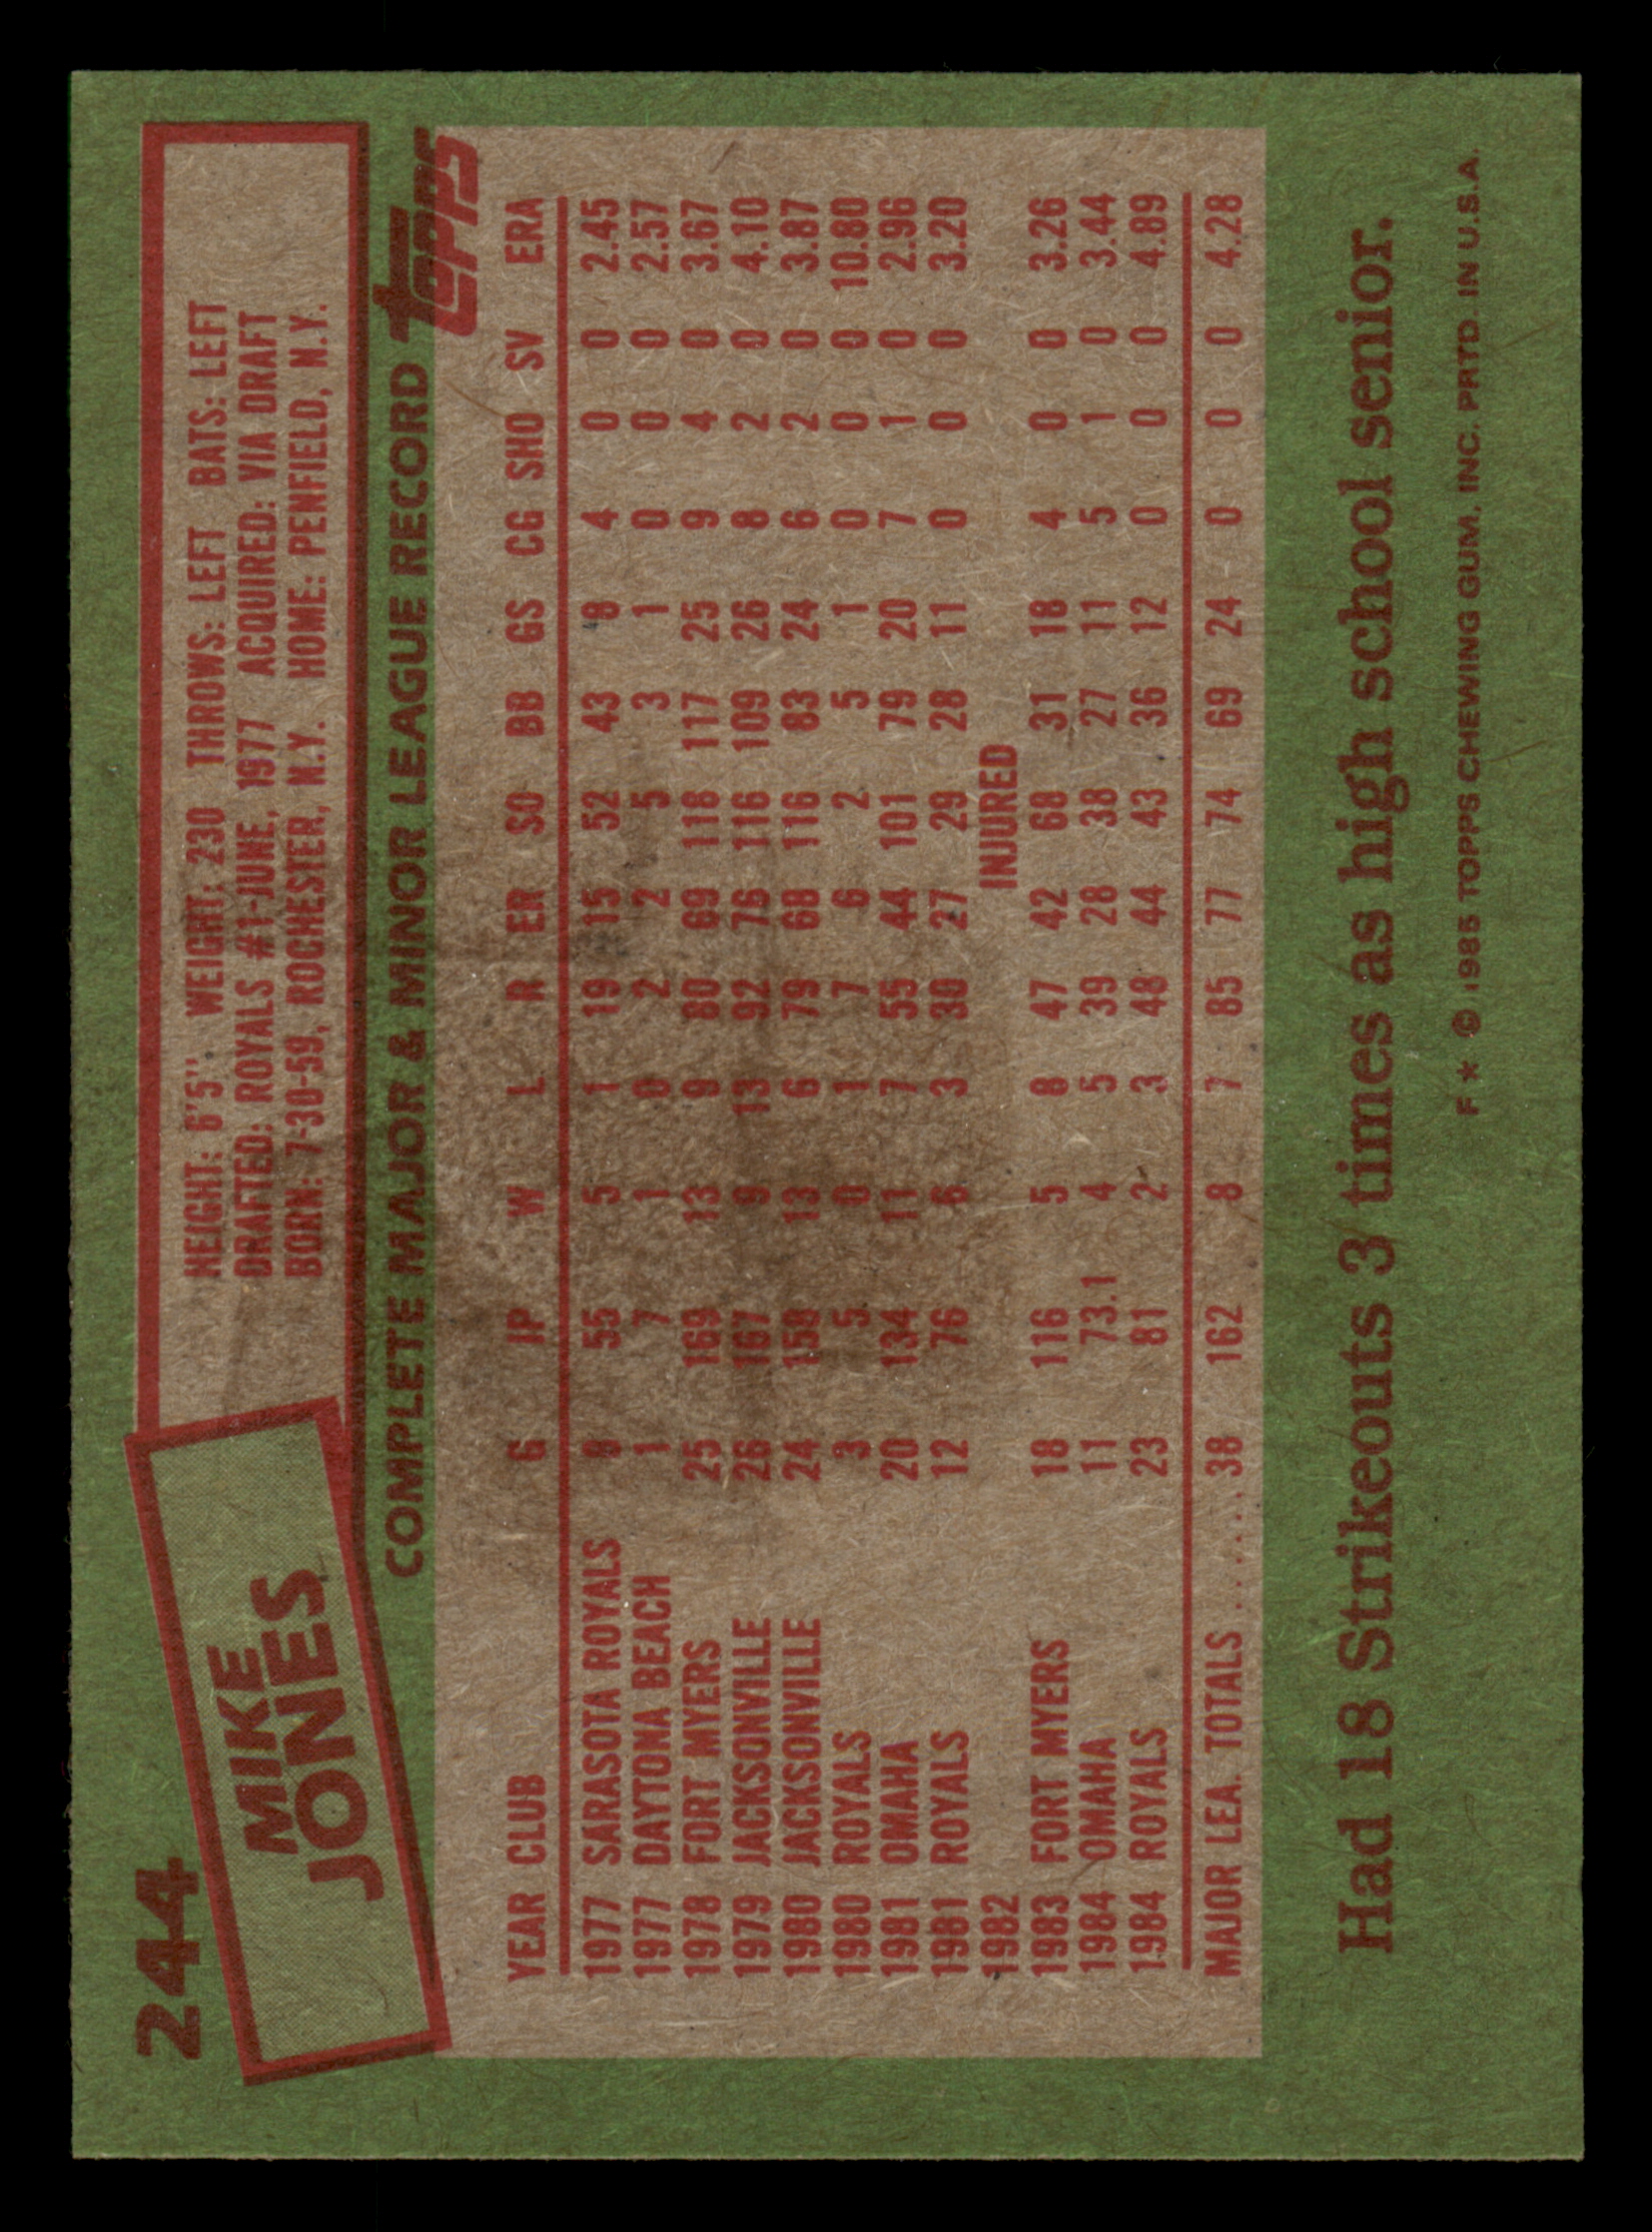 244
MIKE
JONES
HEIGHT: 6'5" WEIGHT: 230 THROWS: LEFT BATS: LEFT
DRAFTED: ROYALS #1-JUNE, 1977 ACQUIRED: VIA DRAFT
BORN: 7-30-59, ROCHESTER, N.Y. HOME: PENFIELD, N.Y.
COMPLETE MAJOR & MINOR LEAGUE RECORD topps
YEAR CLUB G IP W L R ER SO BB GS CG SHO SV ERA
1977 SARASOTA ROYALS 8 55 5 1 19 15 52 43 8 4 0 0 2.45
1977 DAYTONA BEACH 1 7 1 0 2 2 5 3 1 0 0 0 2.57
1978 FORT MYERS 25 169 13 9 80 69 118 117 25 9 4 0 3.67
1979 JACKSONVILLE 26 167 9 13 92 76 116 109 26 8 2 0 4.10
1980 JACKSONVILLE 24 158 13 6 79 68 116 83 24 6 2 0 3.87
1980 ROYALS 3 5 0 1 7 6 2 5 1 0 0 0 10.80
1981 OMAHA 20 134 11 7 55 44 101 79 20 7 1 0 2.96
1981 ROYALS 12 76 6 3 30 27 29 28 11 0 0 0 3.20
1982 INJURED
1983 FORT MYERS 18 116 5 8 47 42 68 31 18 4 0 0 3.26
1984 OMAHA 11 73.1 4 5 39 28 38 27 11 5 1 0 3.44
1984 ROYALS 23 81 2 3 48 44 43 36 12 0 0 0 4.89
MAJOR LEA. TOTALS ........ 38 162 8 7 85 77 74 69 24 0 0 0 4.28
Had 18 Strikeouts 3 times as high school senior.
F★ © 1985 TOPPS CHEWING GUM, INC. PRTD. IN U.S.A.